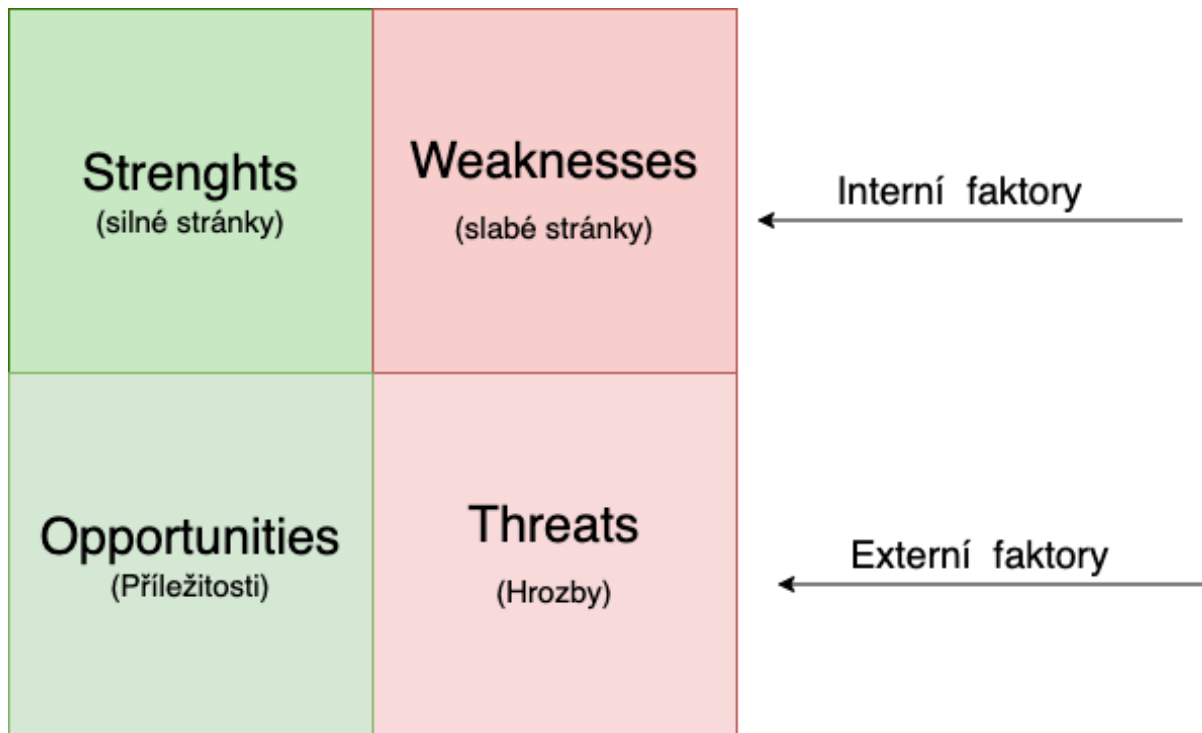 Strenghts
(silné stránky)
Weaknesses
(slabé stránky)
Interní faktory
Opportunities
(Příležitosti)
Threats
(Hrozby)
Externí faktory